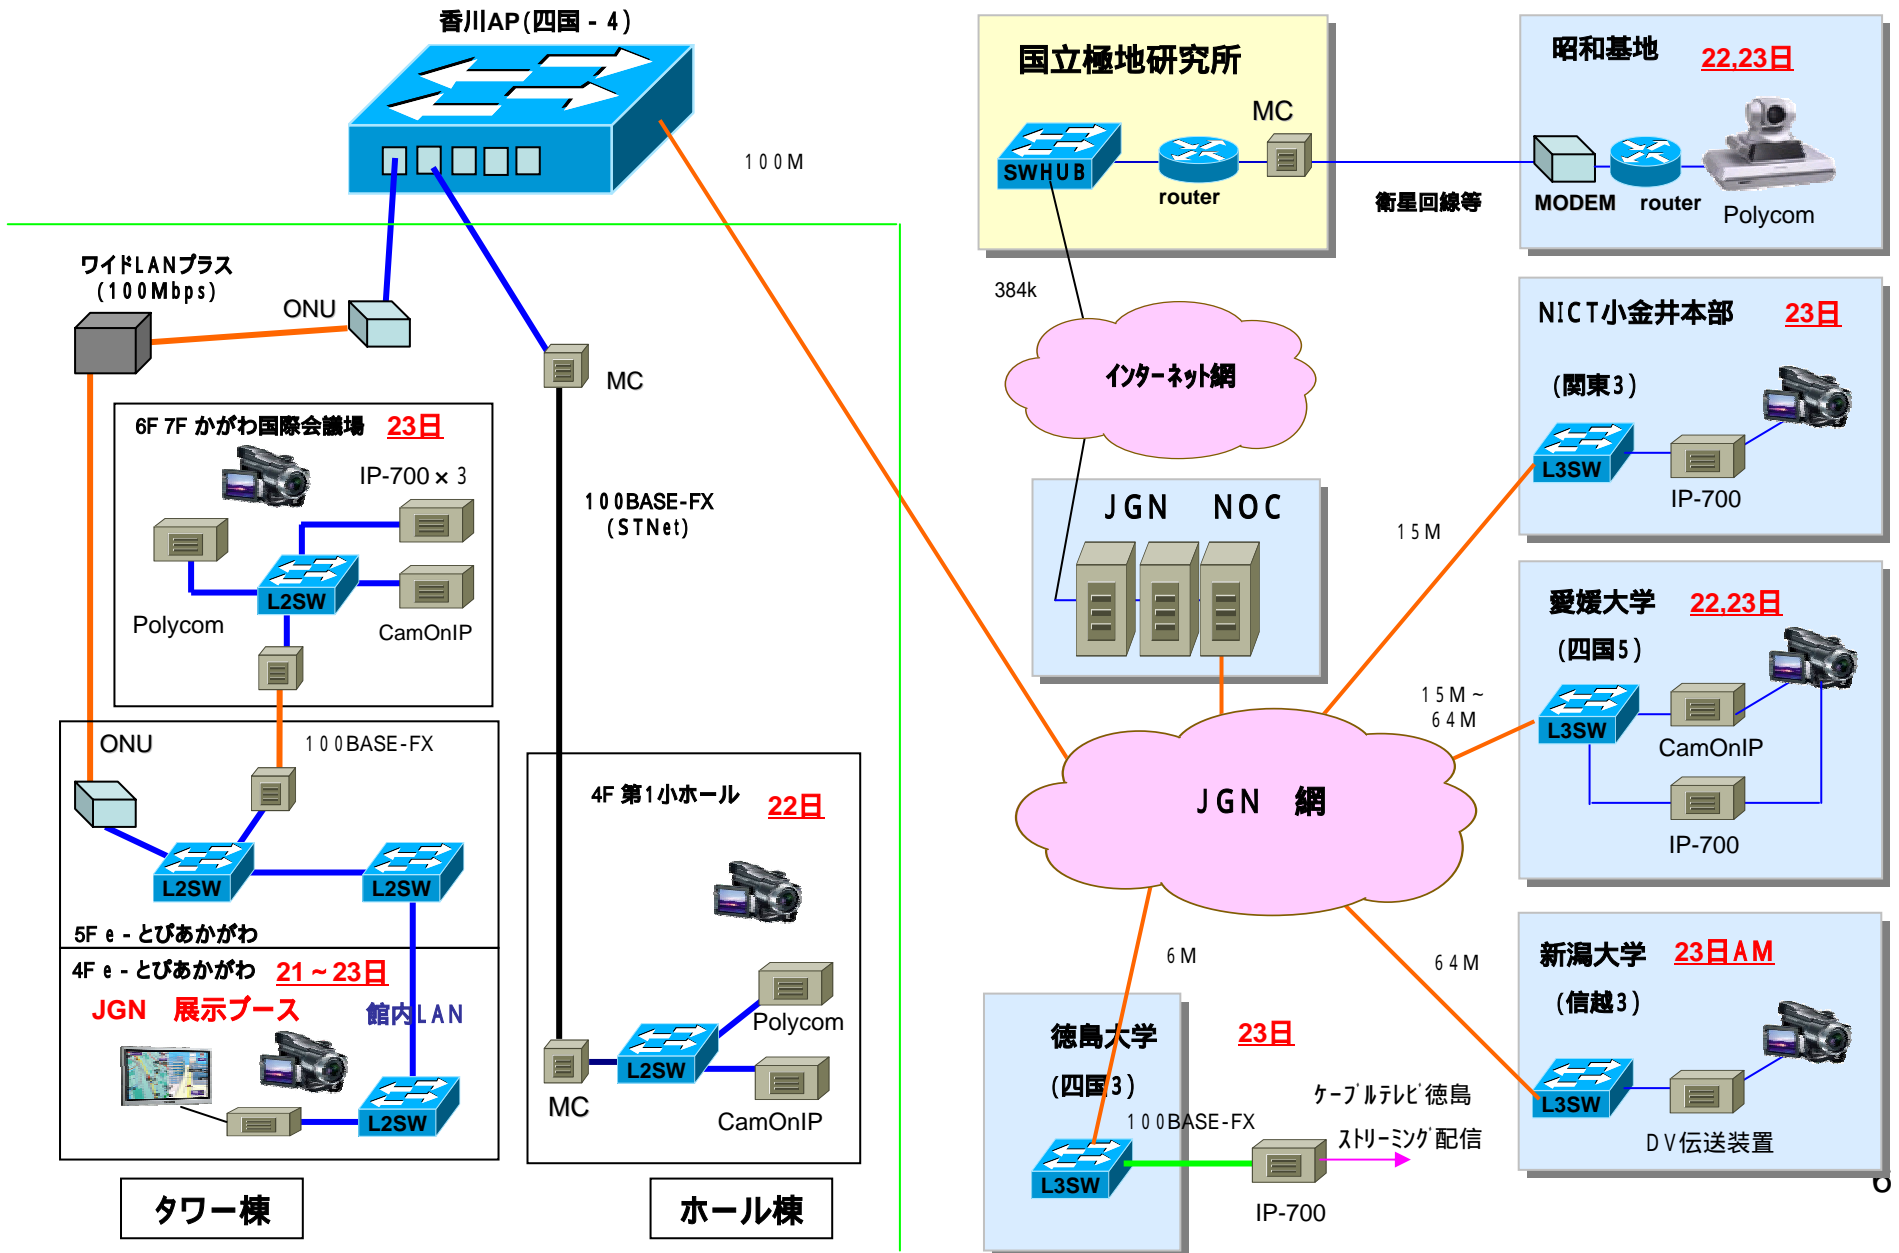 香川AP(四国 - 4)
100M
ワイドLANプラス
(100Mbps)
ONU
MC
6F 7F かがわ国際会議場 23日
IP-700 × 3
L2SW
Polycom
CamOnIP
100BASE-FX
(STNet)
ONU
100BASE-FX
L2SW
L2SW
5F e - とぴあかがわ
4F e - とぴあかがわ 21 ~ 23日
JGN 展示ブース
館内LAN
L2SW
タワー棟
4F 第1小ホール 22日
Polycom
L2SW
MC
CamOnIP
ホール棟
国立極地研究所
MC
SWHUB
router
衛星回線等
昭和基地 22,23日
MODEM
router
Polycom
384k
インターネット網
JGN NOC
NICT小金井本部 23日
(関東3)
L3SW
IP-700
15M
愛媛大学 22,23日
(四国5)
L3SW
CamOnIP
IP-700
15M ~
64M
JGN 網
6M
64M
新潟大学 23日AM
(信越3)
L3SW
DV伝送装置
徳島大学 23日
(四国3)
100BASE-FX
L3SW
IP-700
ケーブルテレビ徳島
ストリーミング配信